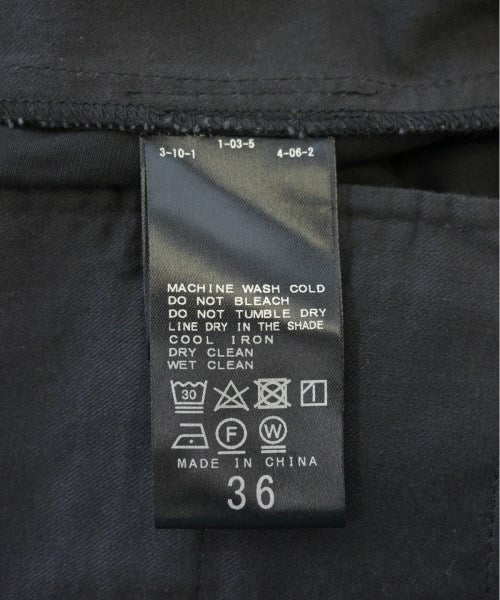 3-10-1 1-03-5 4-06-2
MACHINE WASH COLD
DO NOT BLEACH
DO NOT TUMBLE DRY
LINE DRY IN THE SHADE
COOL IRON
DRY CLEAN
WET CLEAN
30
F W
MADE IN CHINA
36